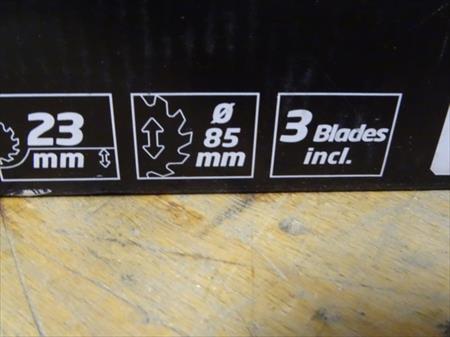 23
mm
Ø
85
mm
3 Blades
incl.